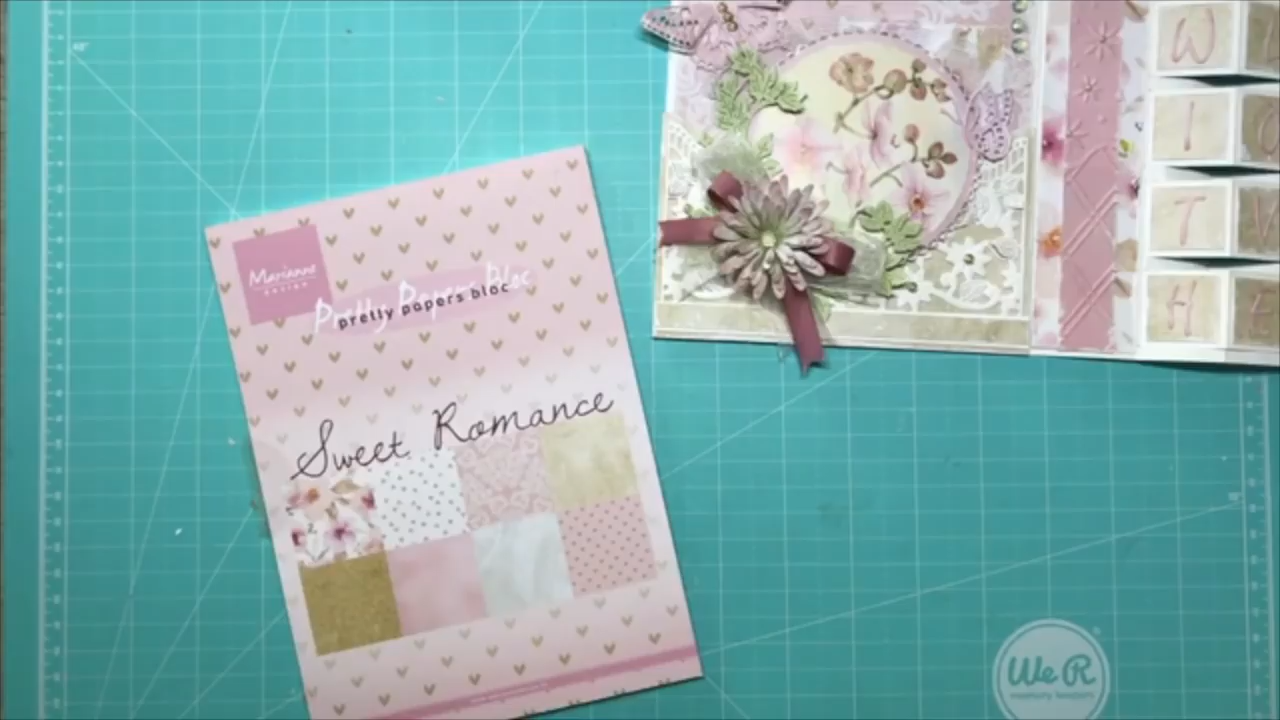 Marianne
DESIGN
Pretty Papers Bloc
pretty papers bloc
Sweet Romance
W
I
T
H
E
We R
memory keepers